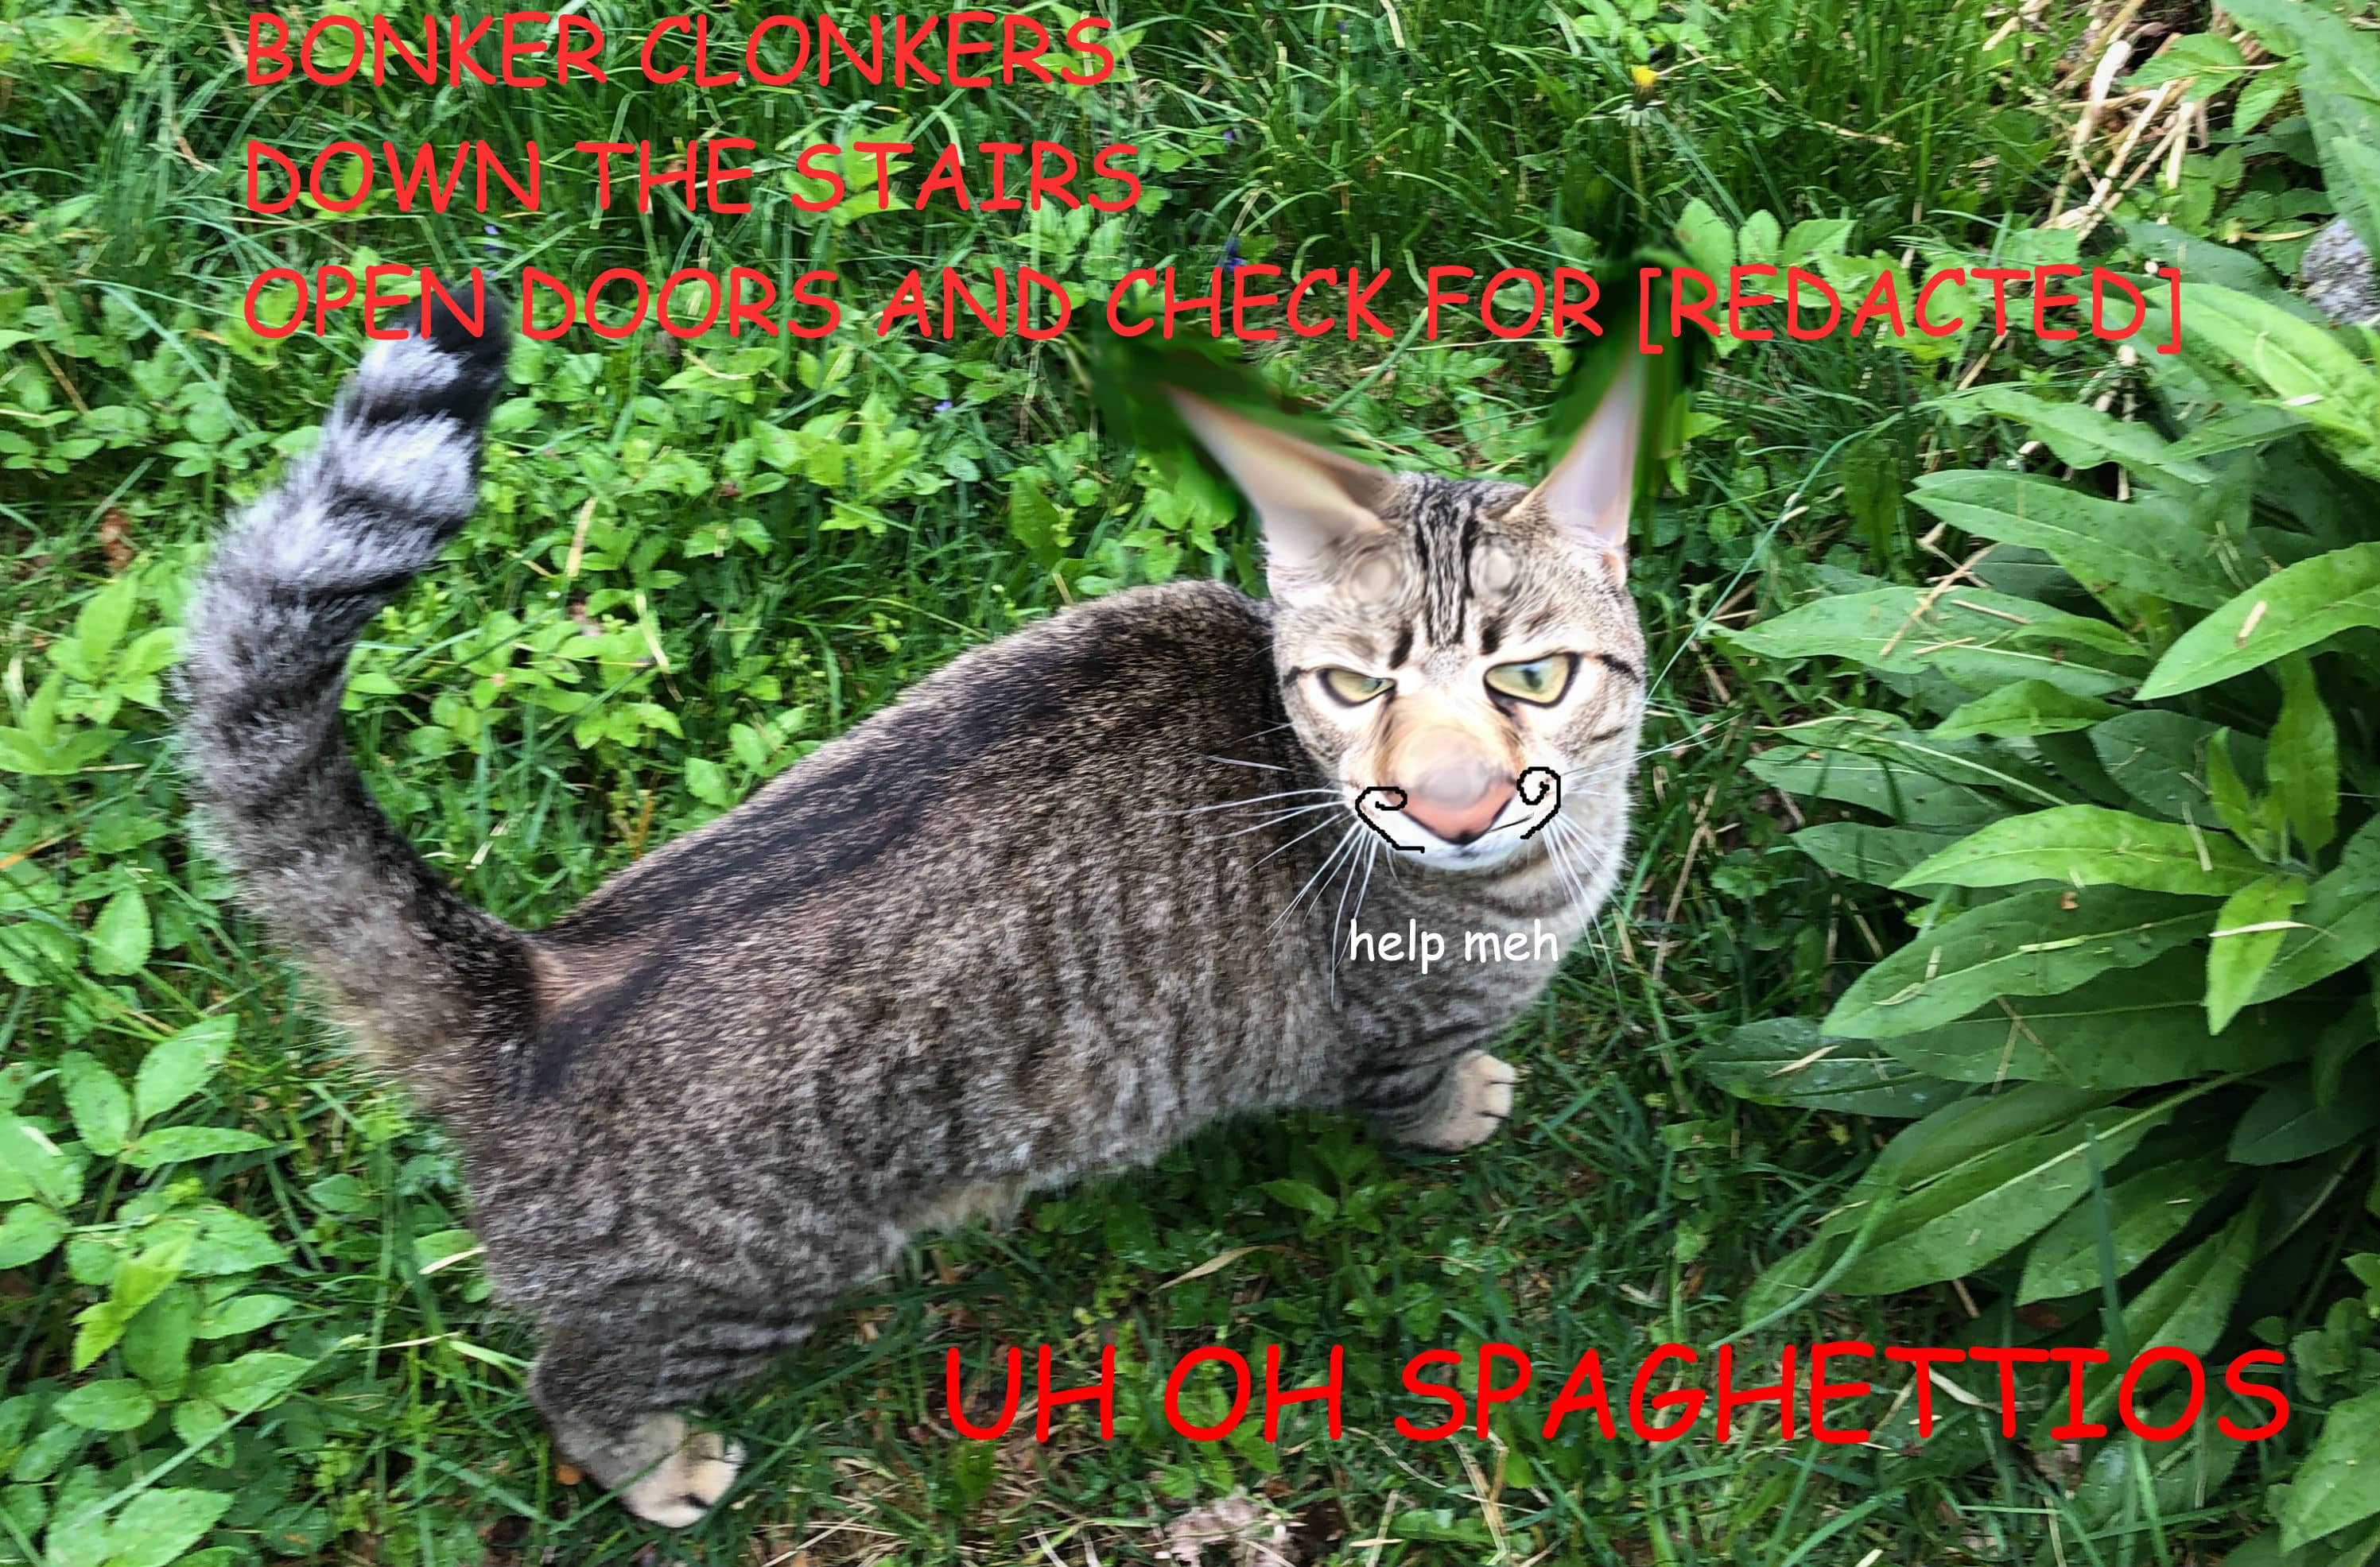 BONKER CLONKERS
DOWN THE STAIRS
OPEN DOORS AND CHECK FOR [REDACTED]
help meh
UH OH SPAGHETTIOS